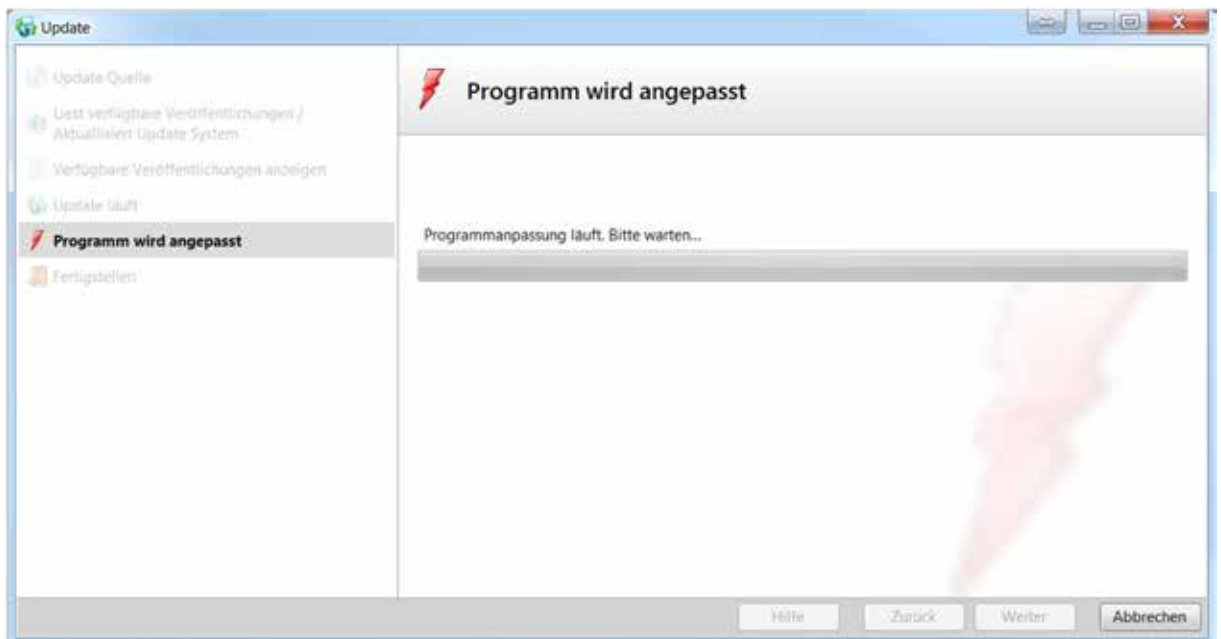 Update
Update Quelle
Liest verfügbare Veröffentlichungen /
Aktualisiert Update System
Verfügbare Veröffentlichungen anzeigen
Update läuft
Programm wird angepasst
Fertigstellen
Programm wird angepasst
Programmanpassung läuft. Bitte warten...
Hilfe
Zurück
Weiter
Abbrechen